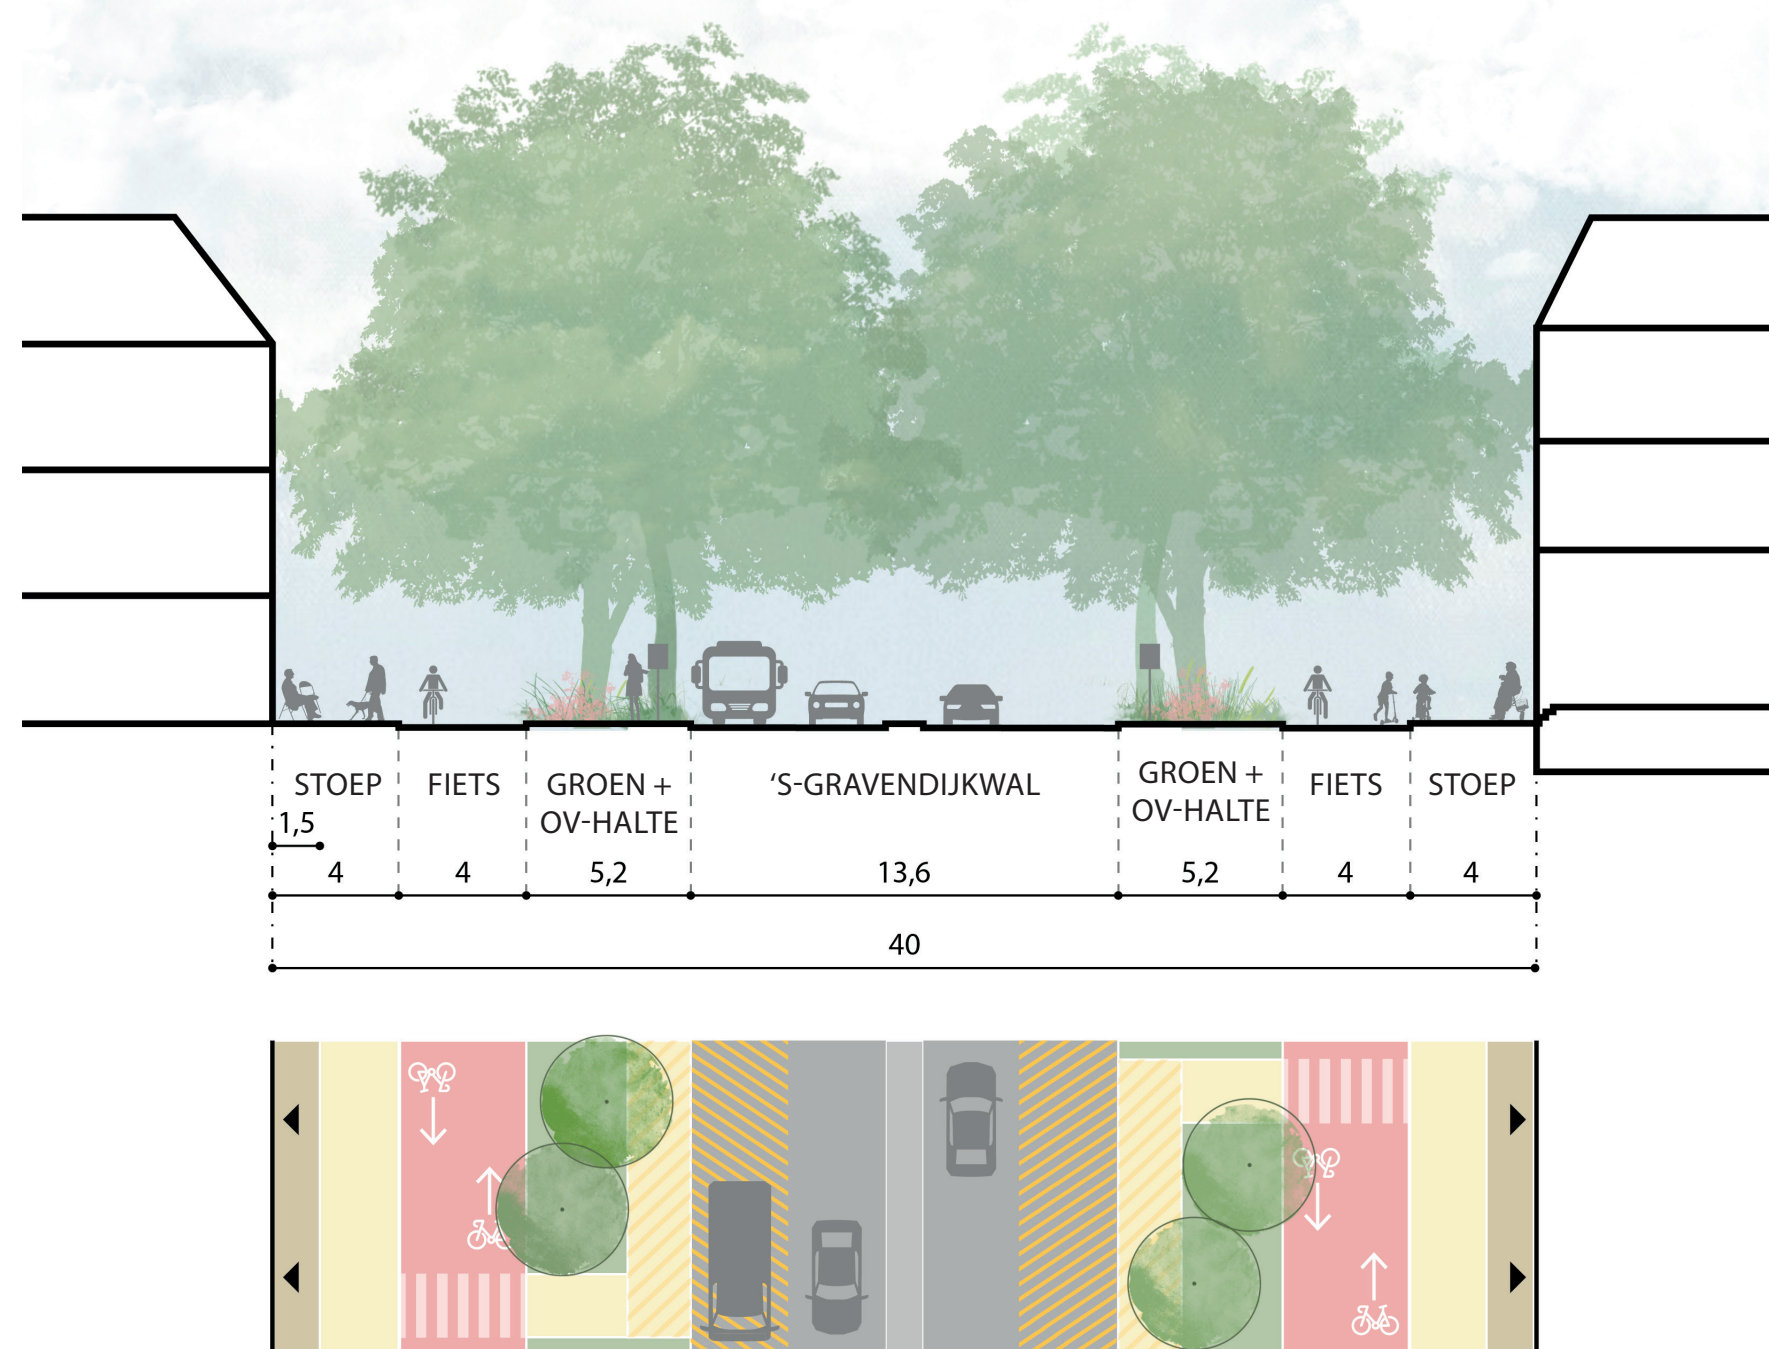 STOEP
FIETS
GROEN +
OV-HALTE
‘S-GRAVENDIJKWAL
GROEN +
OV-HALTE
FIETS
STOEP
1,5
4
4
5,2
13,6
5,2
4
4
40